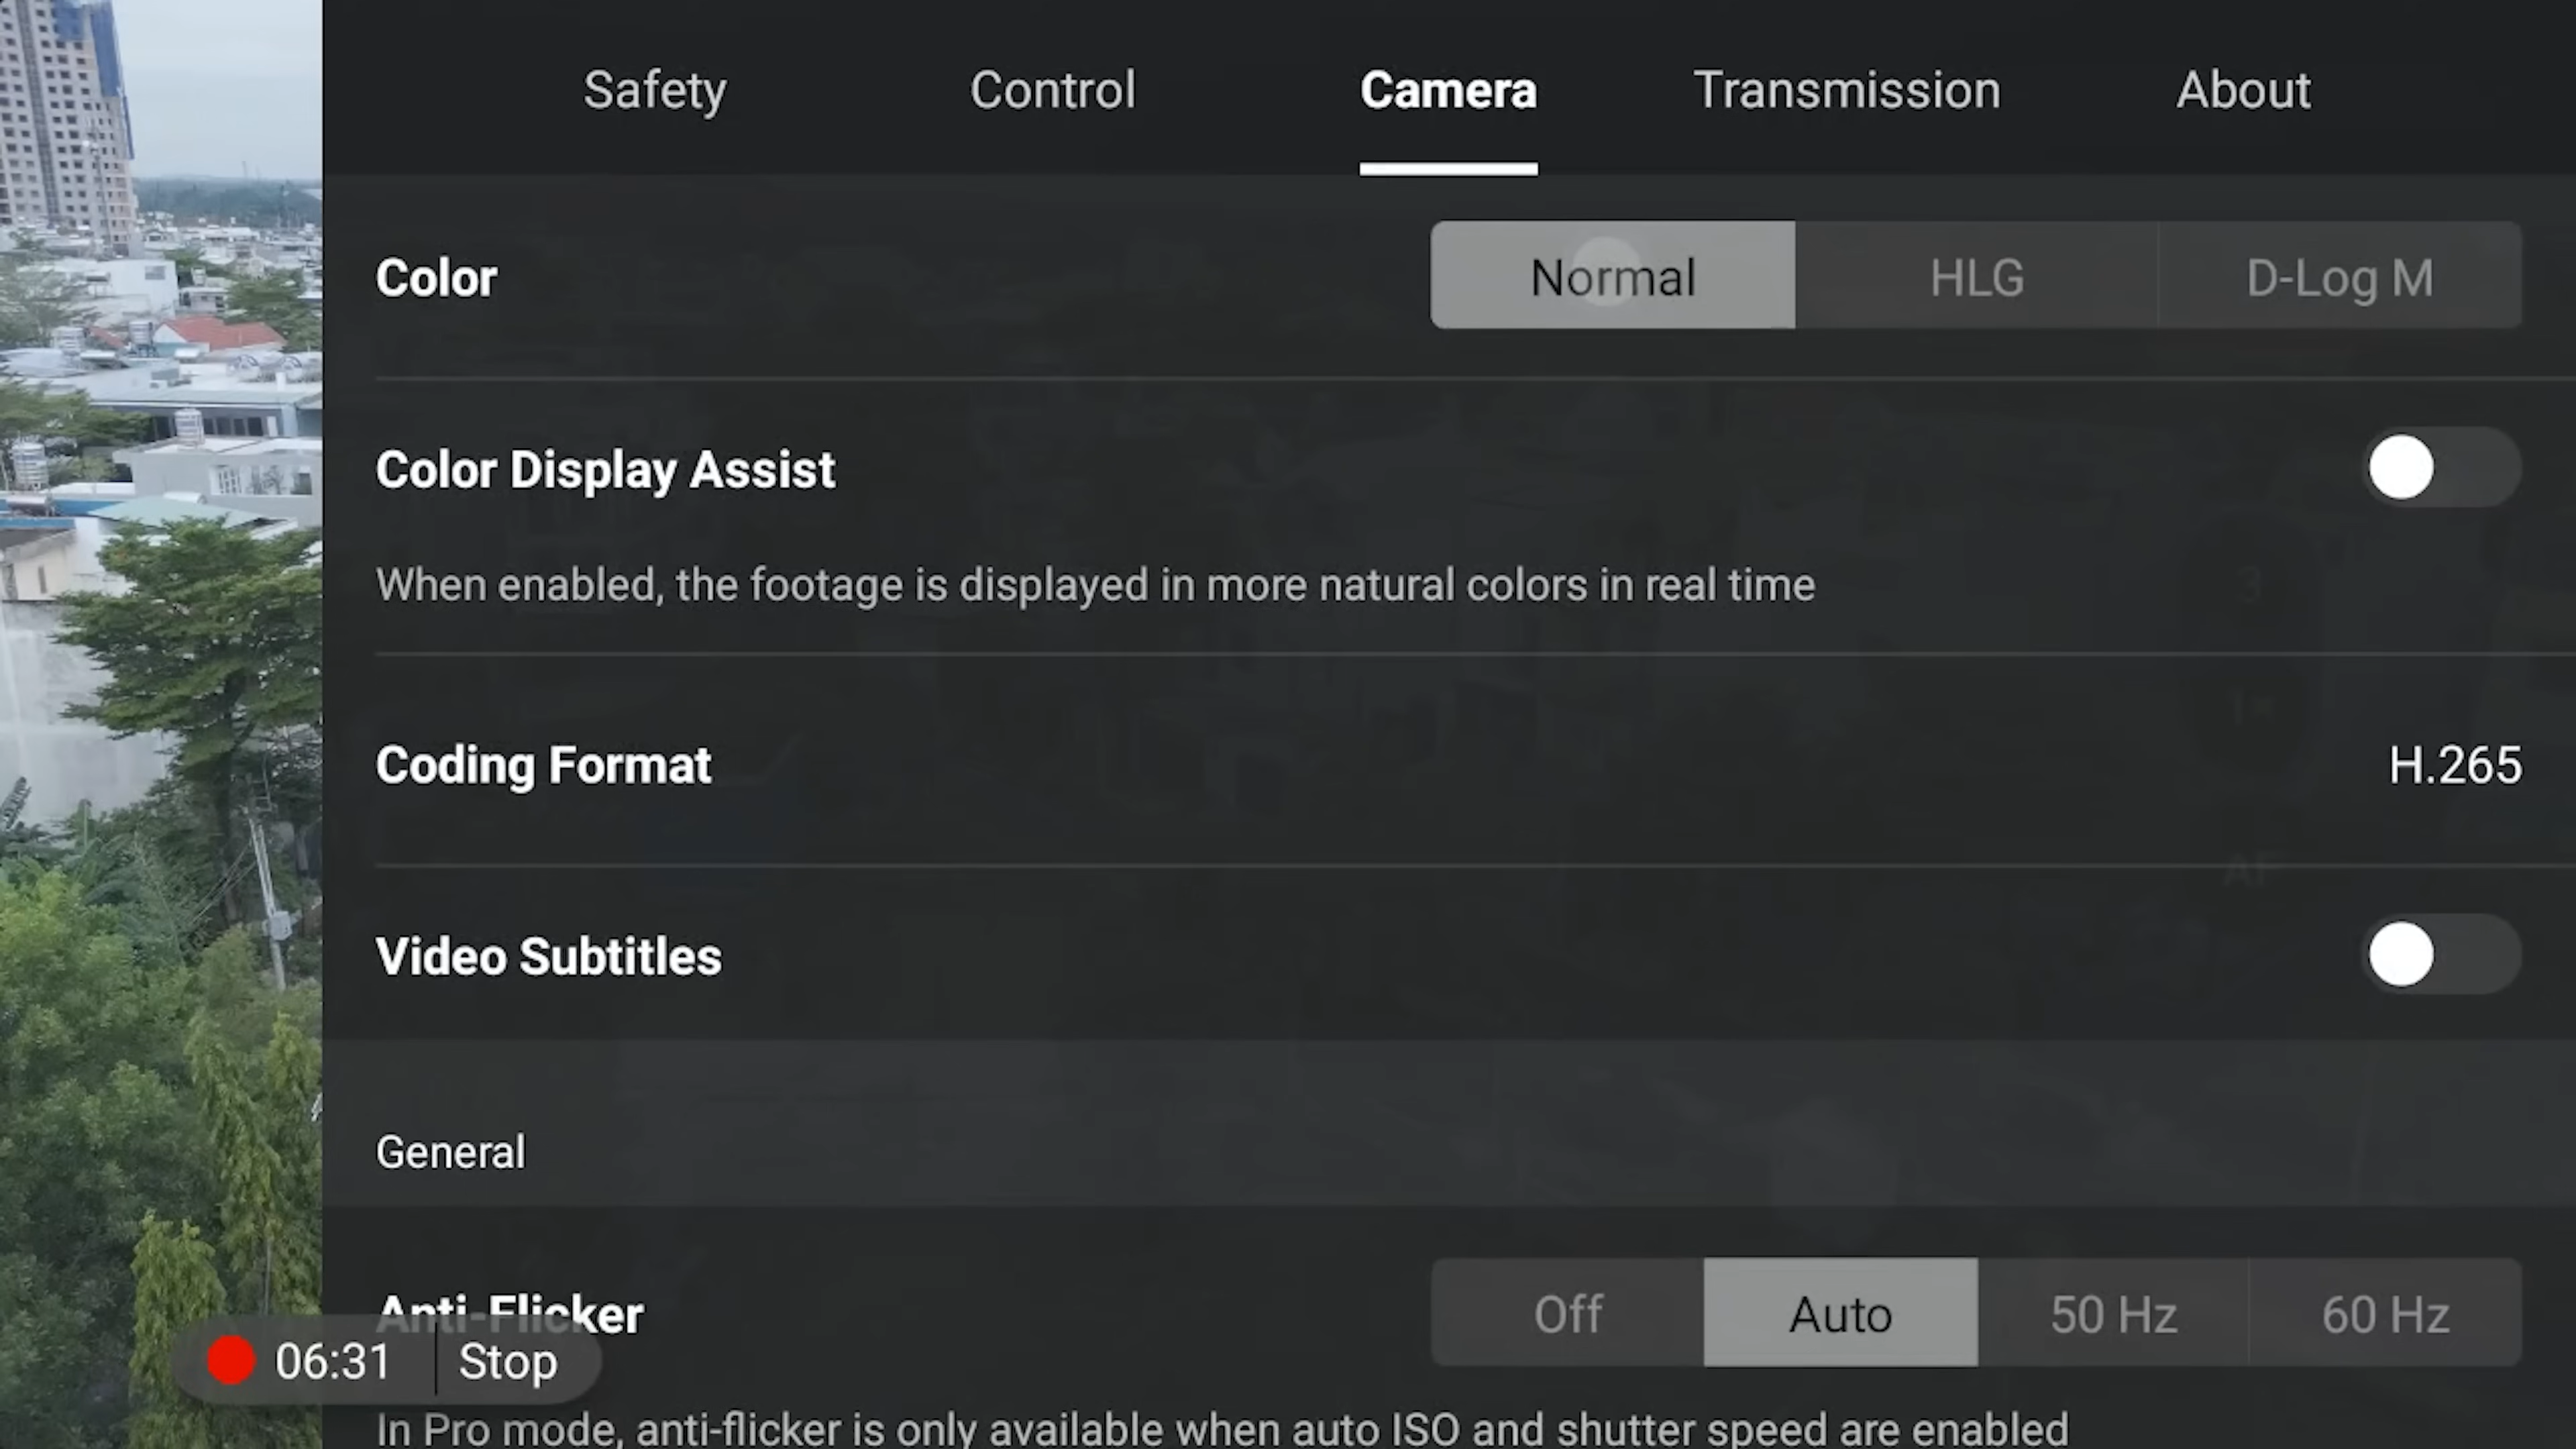 Safety Control Camera Transmission About
Color Normal HLG D-Log M
Color Display Assist
When enabled, the footage is displayed in more natural colors in real time
3
1×
Coding Format H.265
AF
Video Subtitles
General
Anti-Flicker Off Auto 50 Hz 60 Hz
06:31 Stop
In Pro mode, anti-flicker is only available when auto ISO and shutter speed are enabled